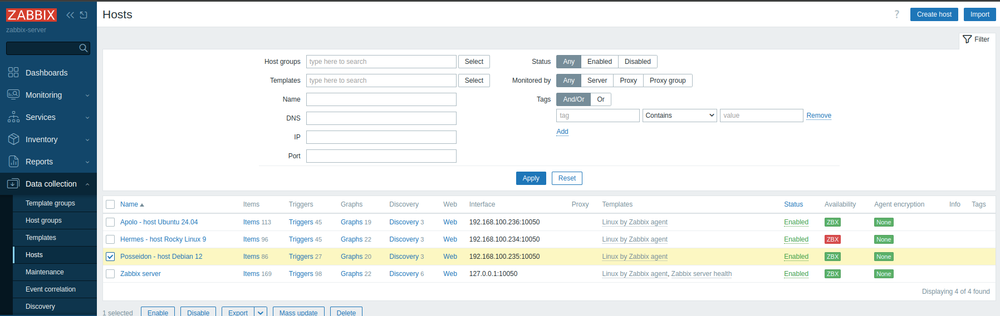 ZABBIX
zabbix-server
Dashboards
Monitoring
Services
Inventory
Reports
Data collection
Template groups
Host groups
Templates
Hosts
Maintenance
Event correlation
Discovery
Hosts
? Create host Import
Filter
Host groups type here to search Select
Templates type here to search Select
Name
DNS
IP
Port
Status Any Enabled Disabled
Monitored by Any Server Proxy Proxy group
Tags And/Or Or
tag Contains value Remove
Add
Apply Reset
Name Items Triggers Graphs Discovery Web Interface Proxy Templates Status Availability Agent encryption Info Tags
Apolo - host Ubuntu 24.04 Items 113 Triggers 45 Graphs 19 Discovery 3 Web 192.168.100.236:10050 Linux by Zabbix agent Enabled ZBX None
Hermes - host Rocky Linux 9 Items 96 Triggers 45 Graphs 22 Discovery 3 Web 192.168.100.234:10050 Linux by Zabbix agent Enabled ZBX None
Posseidon - host Debian 12 Items 86 Triggers 27 Graphs 20 Discovery 3 Web 192.168.100.235:10050 Linux by Zabbix agent Enabled ZBX None
Zabbix server Items 169 Triggers 98 Graphs 22 Discovery 6 Web 127.0.0.1:10050 Linux by Zabbix agent, Zabbix server health Enabled ZBX None
Displaying 4 of 4 found
1 selected Enable Disable Export Mass update Delete